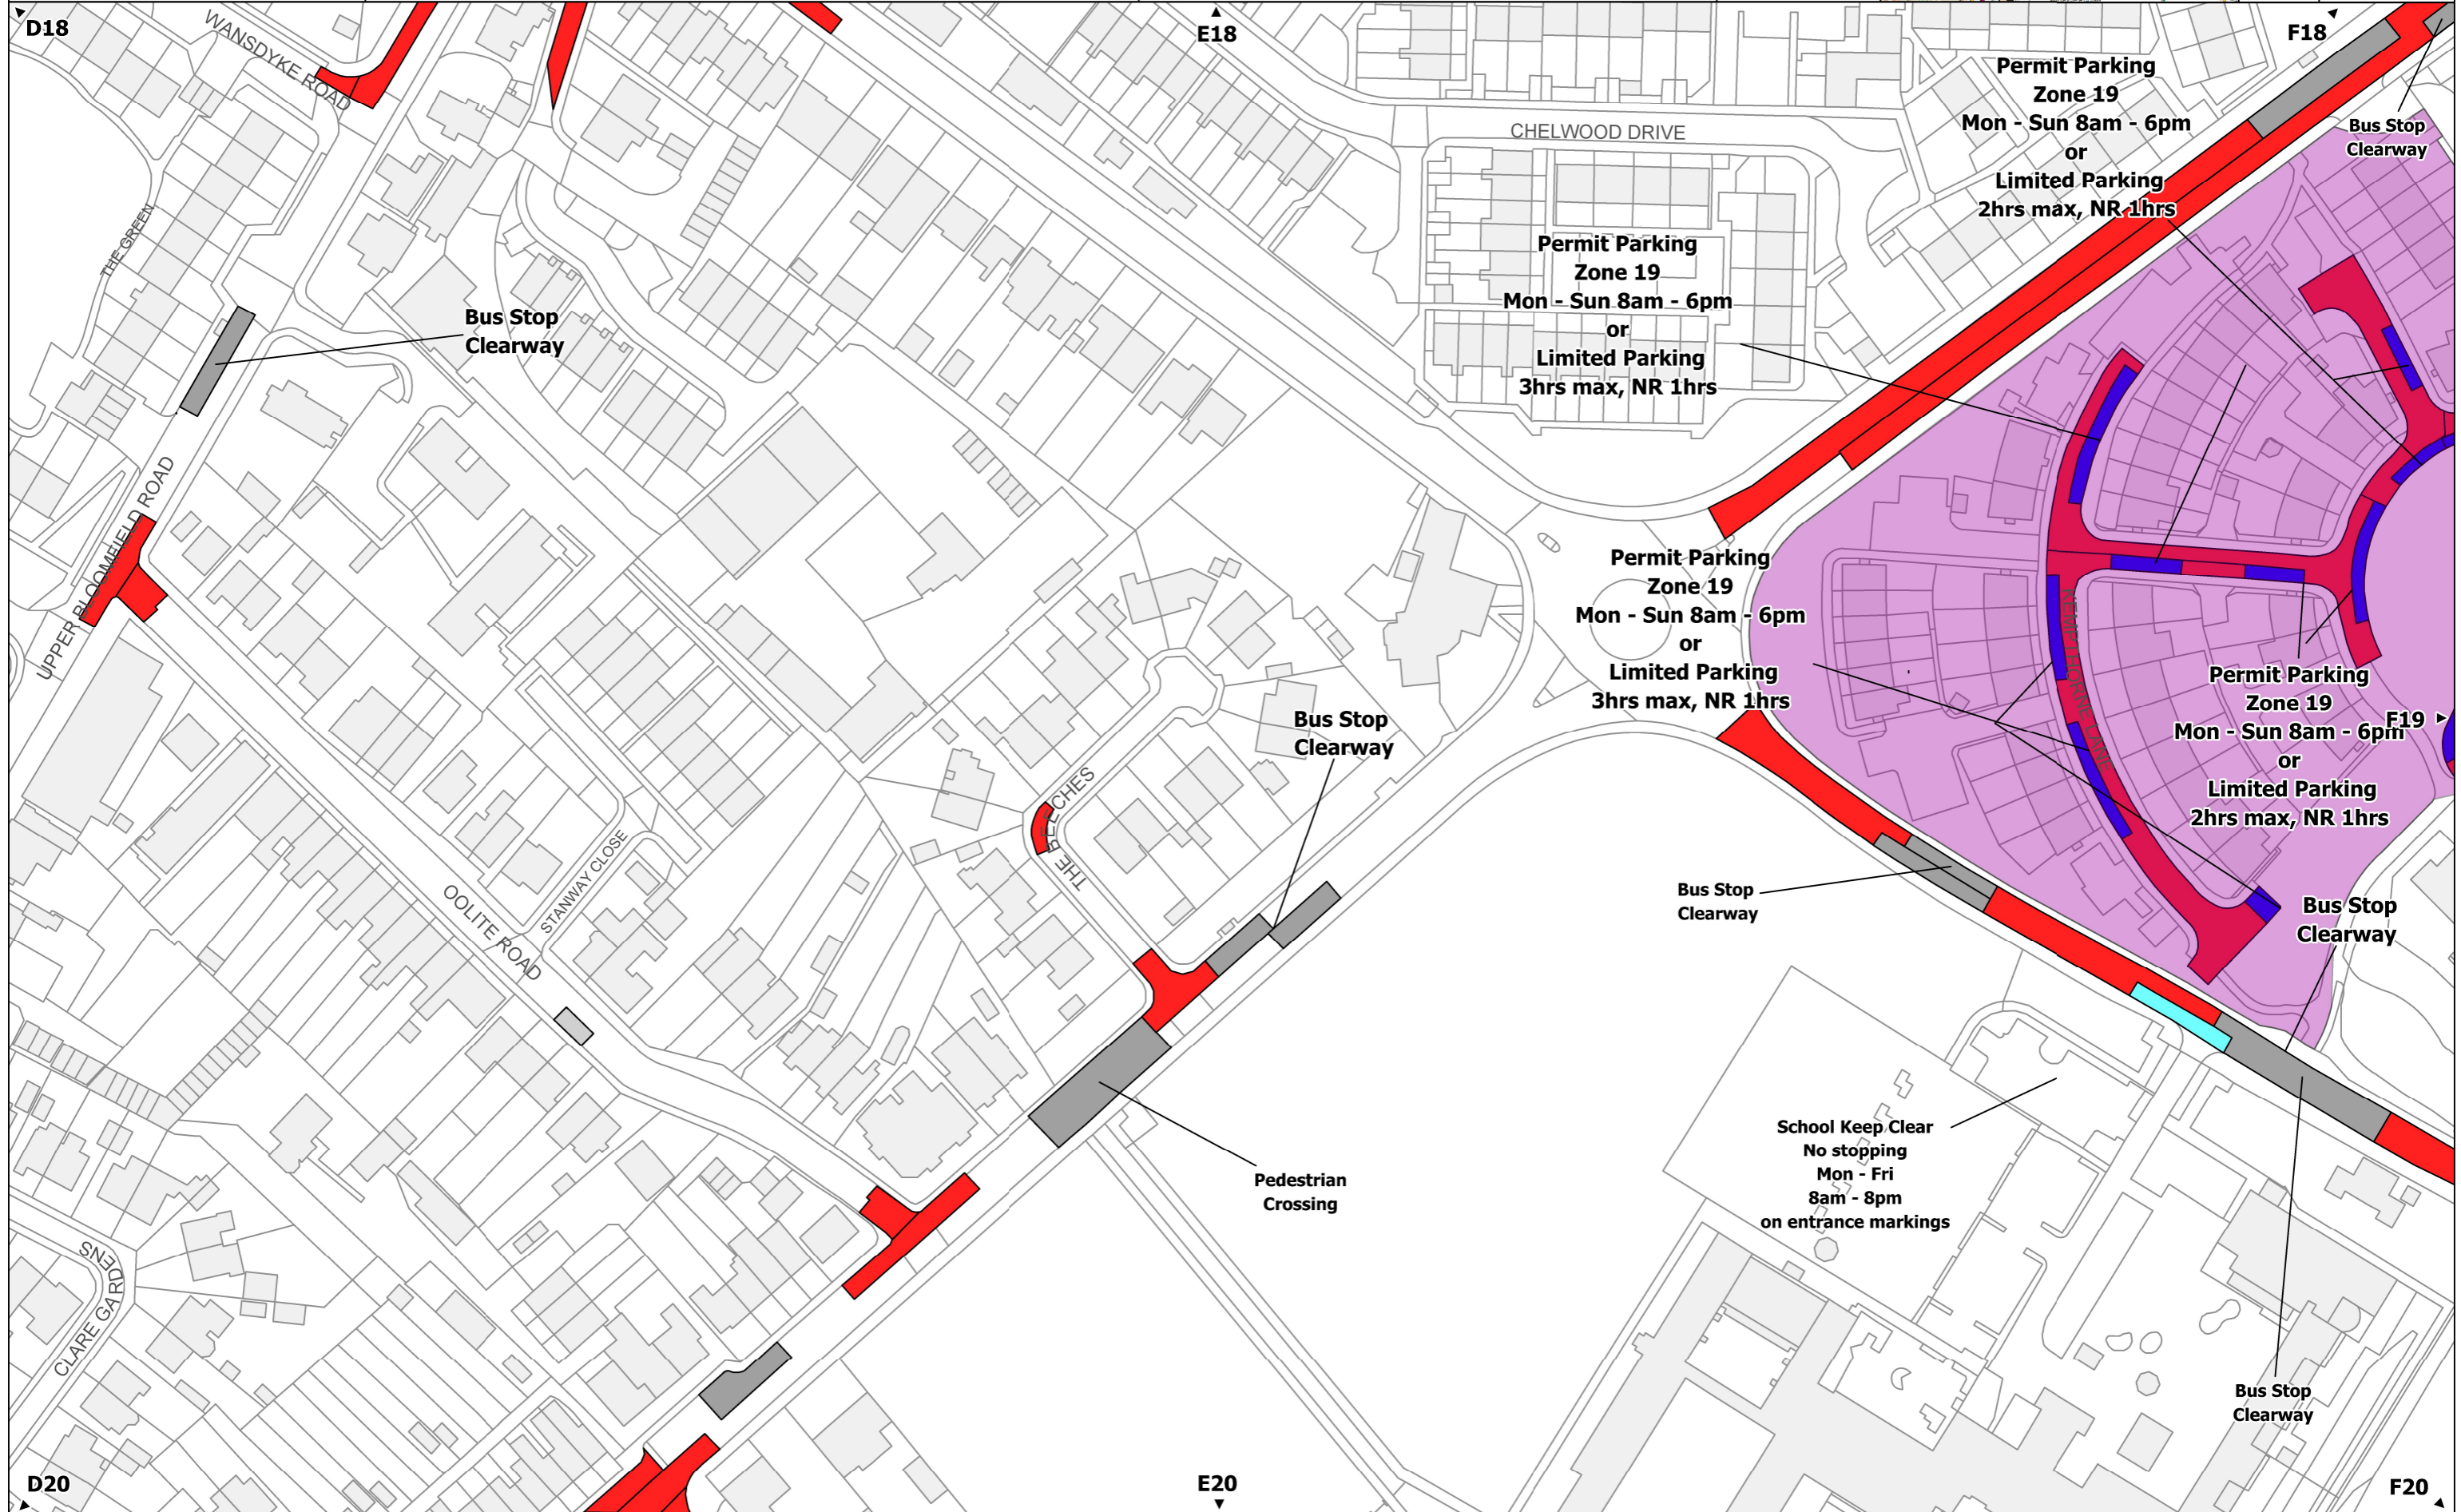 D18
WANSDYKE ROAD
E18
F18
Permit Parking
Zone 19
Mon - Sun 8am - 6pm
or
Limited Parking
2hrs max, NR 1hrs
Bus Stop
Clearway
CHELWOOD DRIVE
THE GREEN
Permit Parking
Zone 19
Mon - Sun 8am - 6pm
or
Limited Parking
3hrs max, NR 1hrs
Bus Stop
Clearway
UPPER BLOOMFIELD ROAD
Permit Parking
Zone 19
Mon - Sun 8am - 6pm
or
Limited Parking
3hrs max, NR 1hrs
KEMPTHORNE LANE
Permit Parking
Zone 19
Mon - Sun 8am - 6pm
or
Limited Parking
2hrs max, NR 1hrs
F19
Bus Stop
Clearway
THE BEECHES
STANWAY CLOSE
OOLITE ROAD
Bus Stop
Clearway
Bus Stop
Clearway
School Keep Clear
No stopping
Mon - Fri
8am - 8pm
on entrance markings
Pedestrian
Crossing
CLARE GARDENS
Bus Stop
Clearway
D20
E20
F20